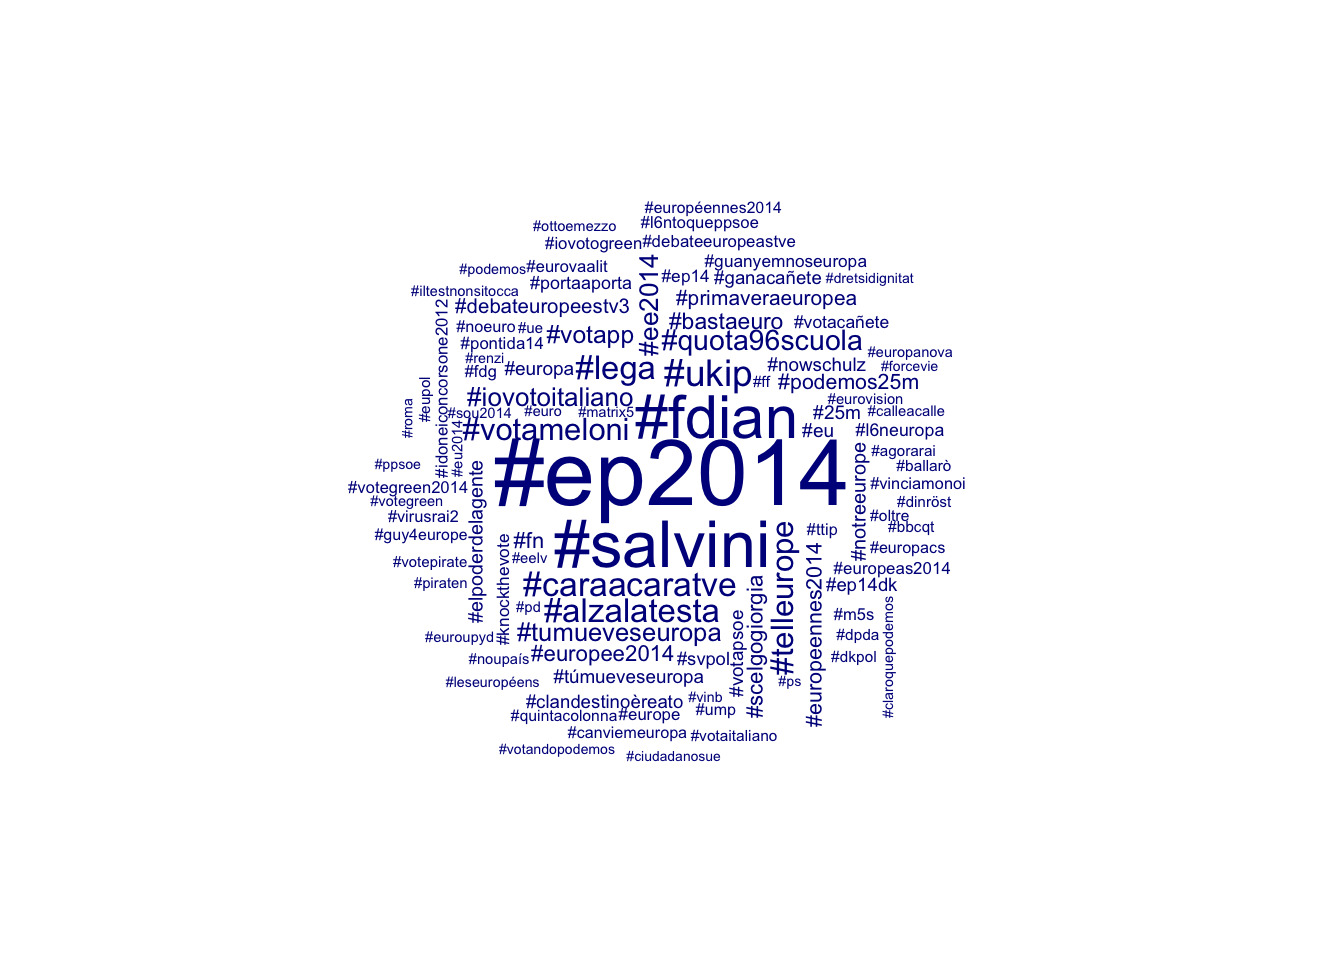 #européennes2014
#l6ntoqueppsoe
#ottoemezzo
#iovotogreen #debateeuropeastve
#guanyemnoseuropa
#podemos #eurovaalit
#ep14 #ganacañete #dretsidignitat
#portaaporta
#iltestnonsitocca
#ee2014
#primaveraeuropea
#debateuropeestv3
#idoneiconcorsone2012
#bastaeuro #votacañete
#noeuro #ue #votapp
#quota96scuola
#pontida14
#europanova
#renzi
#fdg #europa #lega #ukip #nowschulz #forcevie
#ff #podemos25m
#eupol
#iovotoitaliano
#eurovision
#roma
#sou2014 #euro #matrix5 #fdian #25m #calleacalle
#eu2014
#votameloni
#eu #l6neuropa
#agorarai
#ppsoe
#ballarò
#ep2014
#notreeurope
#elpoderdelagente
#votegreen2014
#vinciamonoi
#votegreen
#dinröst
#virusrai2
#oltre
#bbcqt
#guy4europe
#knockthevote
#fn #salvini #telleurope #ttip
#europacs
#votepirate
#eelv
#europeas2014
#piraten
#caraacaratve
#scelgogiorgia
#europeennes2014
#ep14dk
#claroquepodemos
#pd #alzalatesta
#votapsoe
#m5s
#euroupyd #tumueveseuropa
#dpda
#noupaís #europee2014 #svpol
#dkpol
#leseuropéens #túmueveseuropa
#ps
#clandestinoèreato #vinb
#quintacolonna #europe #ump
#canviemeuropa #votaitaliano
#votandopodemos
#ciudadanosue